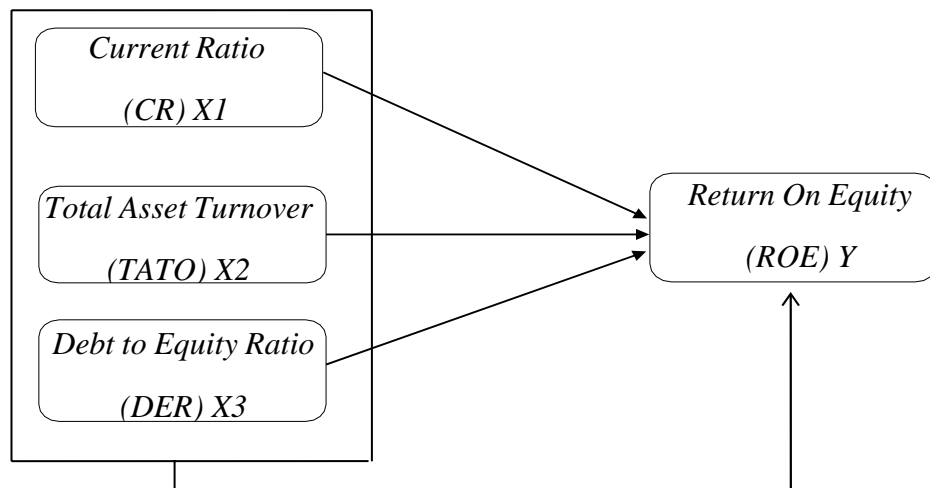 Current Ratio
(CR) X1
Total Asset Turnover
(TATO) X2
Debt to Equity Ratio
(DER) X3
Return On Equity
(ROE) Y